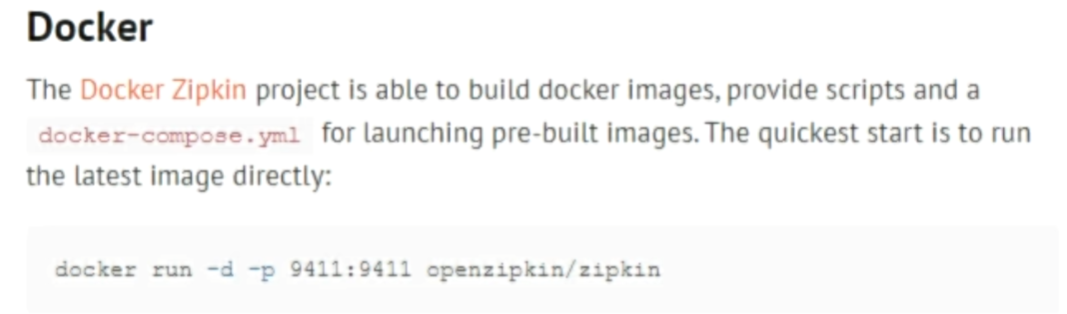 Docker
The Docker Zipkin project is able to build docker images, provide scripts and a
docker-compose.yml for launching pre-built images. The quickest start is to run
the latest image directly:
docker run -d -p 9411:9411 openzipkin/zipkin